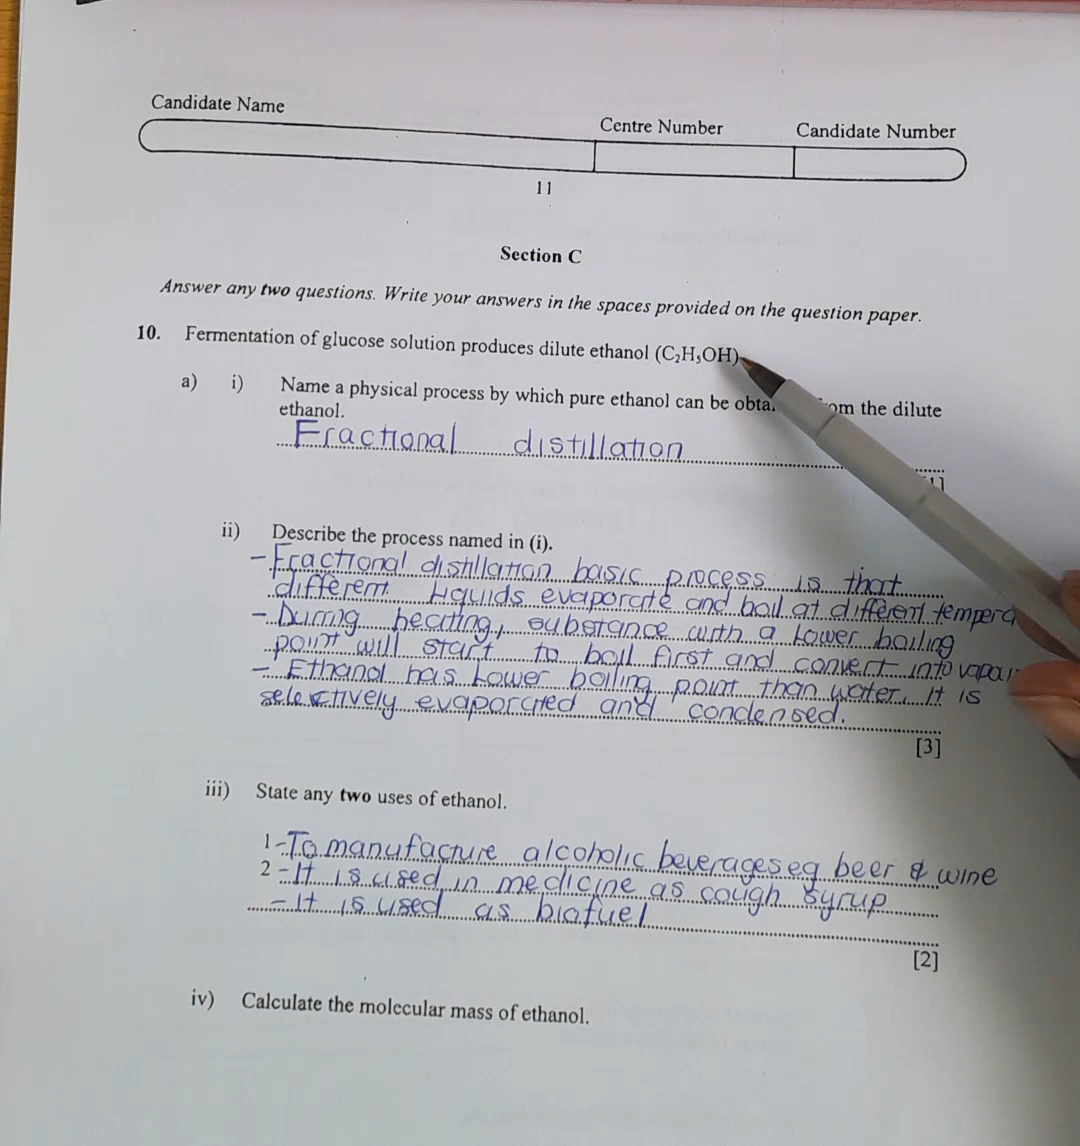 Candidate Name
Centre Number
Candidate Number
11
Section C
Answer any two questions. Write your answers in the spaces provided on the question paper.
10. Fermentation of glucose solution produces dilute ethanol (C₂H₅OH)
a) i) Name a physical process by which pure ethanol can be from the dilute
ethanol.
Fractional distillation
[1]
ii) Describe the process named in (i).
- Fractional distillation basic process is that
different liquids evaporate and boil at different tempera
- During heating, substance with a lower boiling
point will start to boil first and convert into vapour
- Ethanol has lower boiling point than water. It is
selectively evaporated and condensed.
[3]
iii) State any two uses of ethanol.
1 - To manufacture alcoholic beverages eg beer & wine
2 - It is used in medicine as cough syrup
- It is used as biofuel
[2]
iv) Calculate the molecular mass of ethanol.